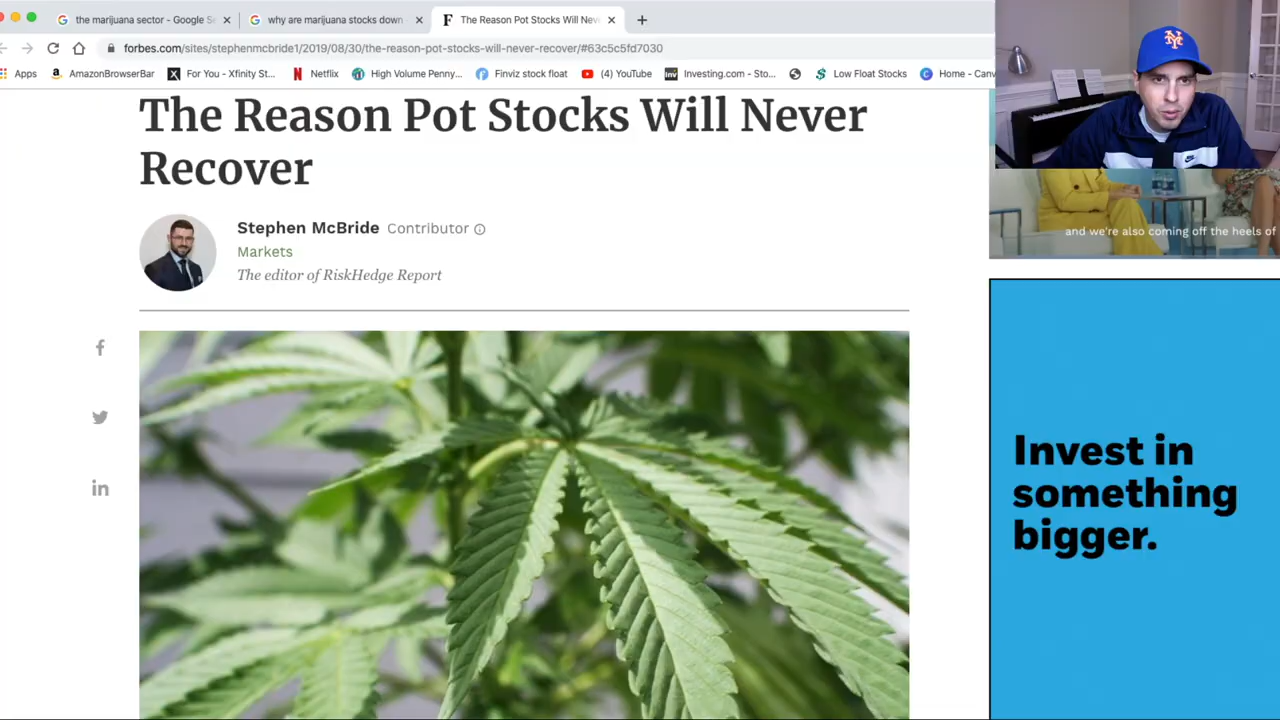 the marijuana sector - Google Se
why are marijuana stocks down
The Reason Pot Stocks Will Neve
forbes.com/sites/stephenmcbride1/2019/08/30/the-reason-pot-stocks-will-never-recover/#63c5c5fd7030
Apps
AmazonBrowserBar
For You - Xfinity St...
Netflix
High Volume Penny...
Finviz stock float
(4) YouTube
Investing.com - Sto...
Low Float Stocks
Home - Canv
The Reason Pot Stocks Will Never
Recover
Stephen McBride Contributor
Markets
The editor of RiskHedge Report
and we're also coming off the heels of
Invest in
something
bigger.